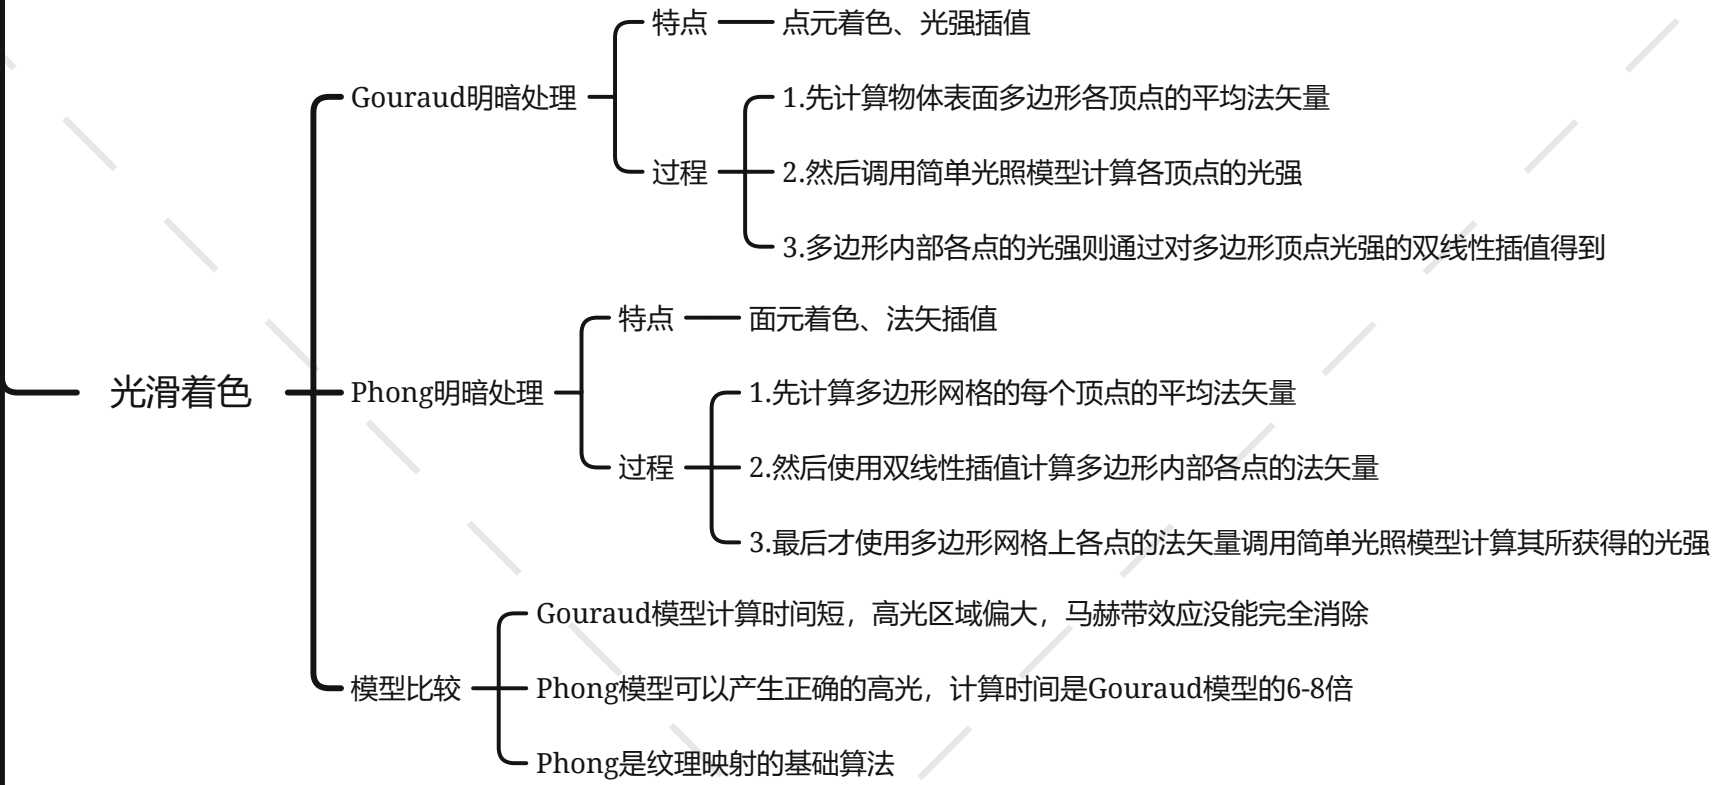 特点
点元着色、光强插值
Gouraud明暗处理
1.先计算物体表面多边形各顶点的平均法矢量
过程
2.然后调用简单光照模型计算各顶点的光强
3.多边形内部各点的光强则通过对多边形顶点光强的双线性插值得到
特点
面元着色、法矢插值
光滑着色
Phong明暗处理
1.先计算多边形网格的每个顶点的平均法矢量
过程
2.然后使用双线性插值计算多边形内部各点的法矢量
3.最后才使用多边形网格上各点的法矢量调用简单光照模型计算其所获得的光强
Gouraud模型计算时间短，高光区域偏大，马赫带效应没能完全消除
模型比较
Phong模型可以产生正确的高光，计算时间是Gouraud模型的6-8倍
Phong是纹理映射的基础算法